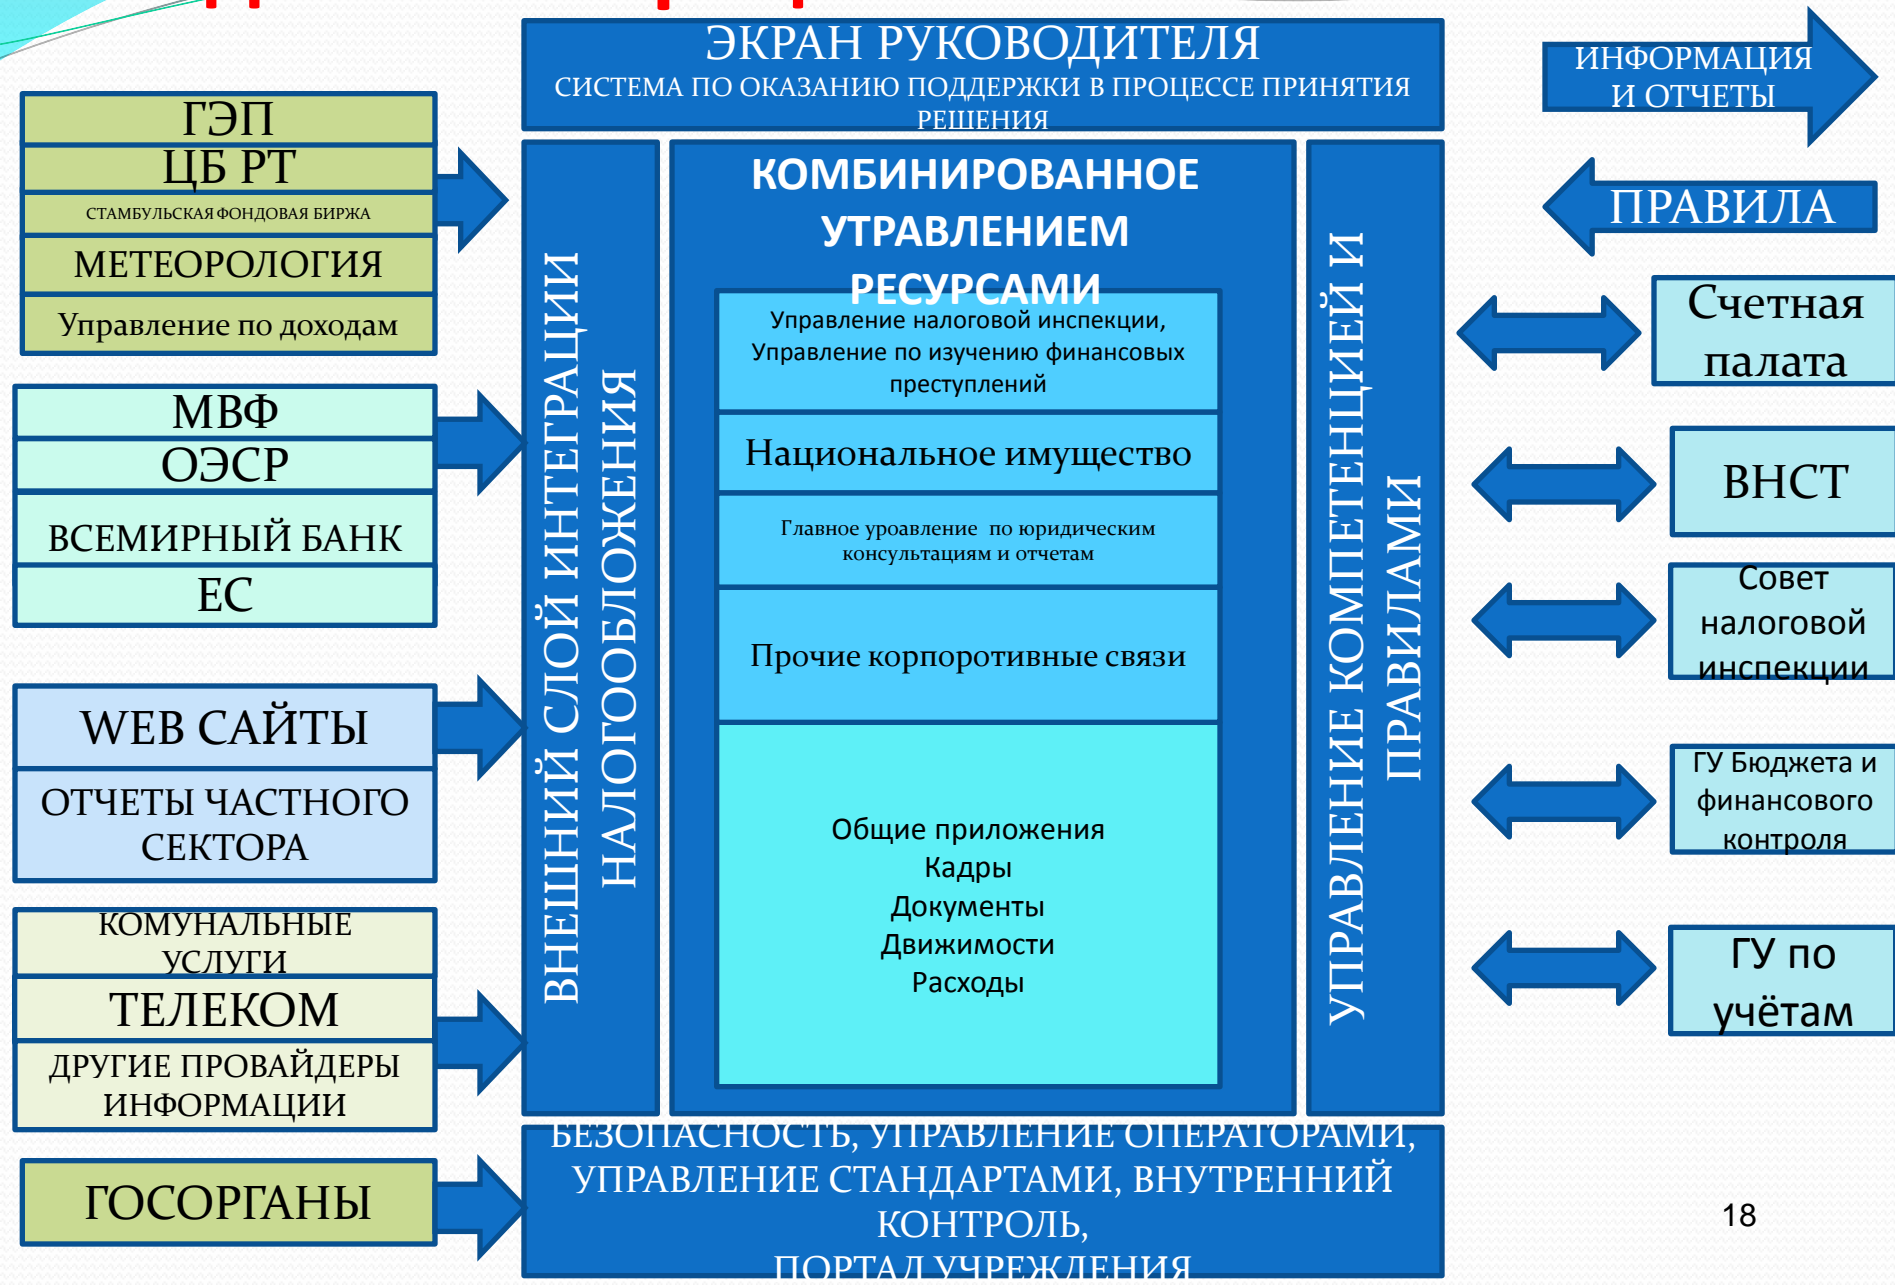 ЭКРАН РУКОВОДИТЕЛЯ
СИСТЕМА ПО ОКАЗАНИЮ ПОДДЕРЖКИ В ПРОЦЕССЕ ПРИНЯТИЯ
РЕШЕНИЯ
ГЭП
ЦБ РТ
СТАМБУЛЬСКАЯ ФОНДОВАЯ БИРЖА
МЕТЕОРОЛОГИЯ
Управление по доходам
МВФ
ОЭСР
ВСЕМИРНЫЙ БАНК
ЕС
WEB САЙТЫ
ОТЧЕТЫ ЧАСТНОГО
СЕКТОРА
КОМУНАЛЬНЫЕ
УСЛУГИ
ТЕЛЕКОМ
ДРУГИЕ ПРОВАЙДЕРЫ
ИНФОРМАЦИИ
ГОСОРГАНЫ
ВНЕШНИЙ СЛОЙ ИНТЕГРАЦИИ
НАЛОГООБЛОЖЕНИЯ
КОМБИНИРОВАННОЕ
УТРАВЛЕНИЕМ
РЕСУРСАМИ
Управление налоговой инспекции,
Управление по изучению финансовых
преступлений
Национальное имущество
Главное уроавление по юридическим
консультациям и отчетам
Прочие корпоротивные связи
Общие приложения
Кадры
Документы
Движимости
Расходы
УПРАВЛЕНИЕ КОМПЕТЕНЦИЕЙ И
ПРАВИЛАМИ
БЕЗОПАСНОСТЬ, УПРАВЛЕНИЕ ОПЕРАТОРАМИ,
УПРАВЛЕНИЕ СТАНДАРТАМИ, ВНУТРЕННИЙ
КОНТРОЛЬ,
ПОРТАЛ УЧРЕЖДЕНИЯ
ИНФОРМАЦИЯ
И ОТЧЕТЫ
ПРАВИЛА
Счетная
палата
ВНСТ
Совет
налоговой
инспекции
ГУ Бюджета и
финансового
контроля
ГУ по
учётам
18